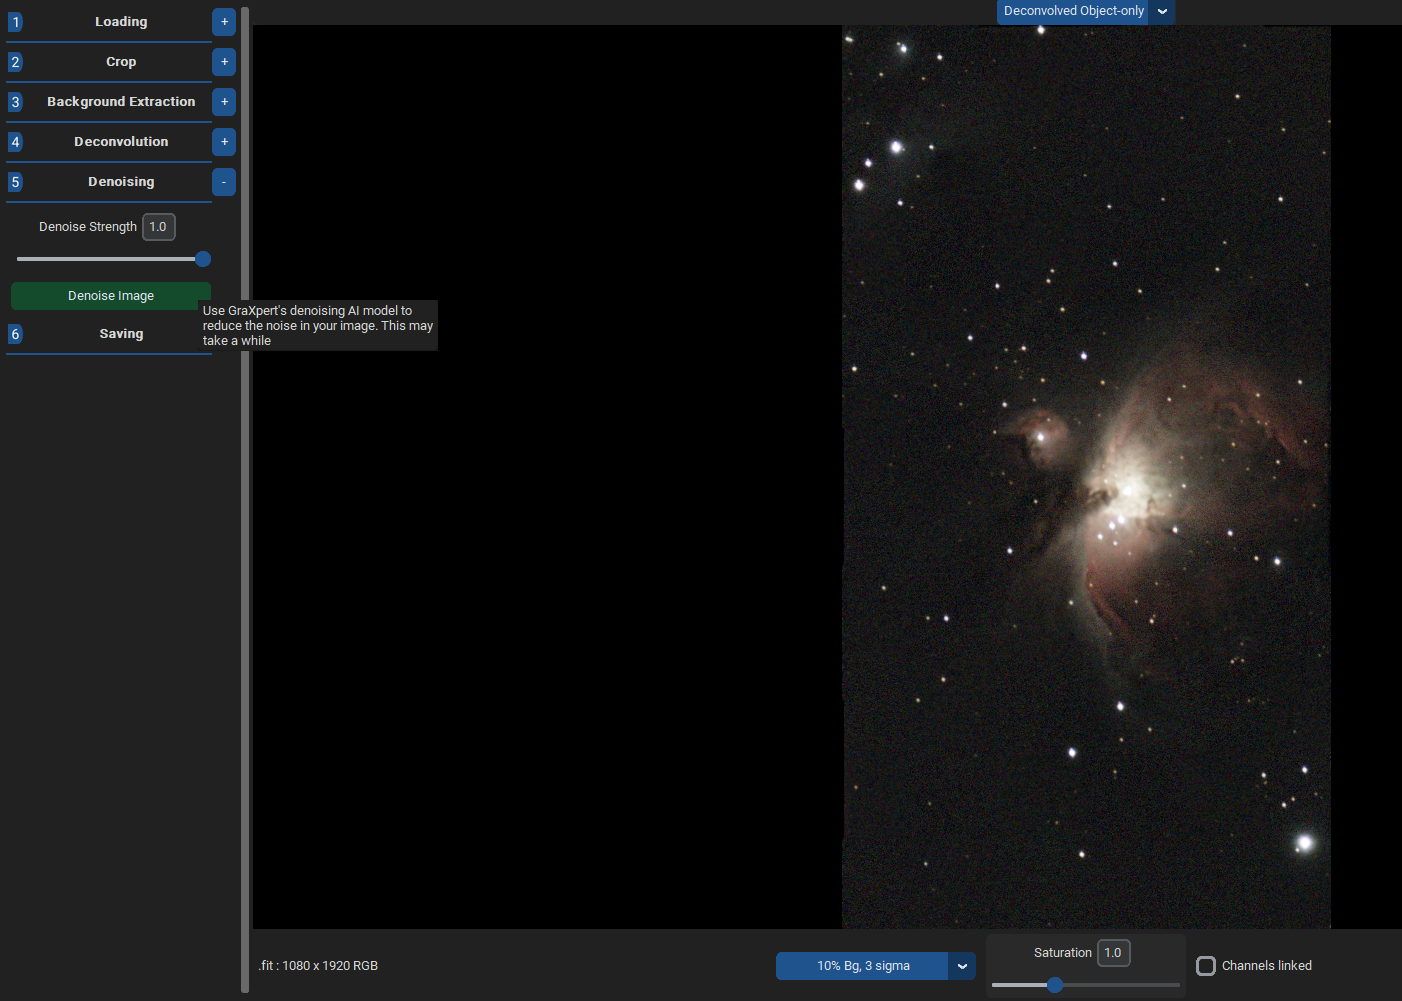 1 Loading +
2 Crop +
3 Background Extraction +
4 Deconvolution +
5 Denoising -
Denoise Strength 1.0
Denoise Image
Use GraXpert's denoising AI model to
reduce the noise in your image. This may
take a while
6 Saving
Deconvolved Object-only
.fit : 1080 x 1920 RGB
10% Bg, 3 sigma
Saturation 1.0
Channels linked